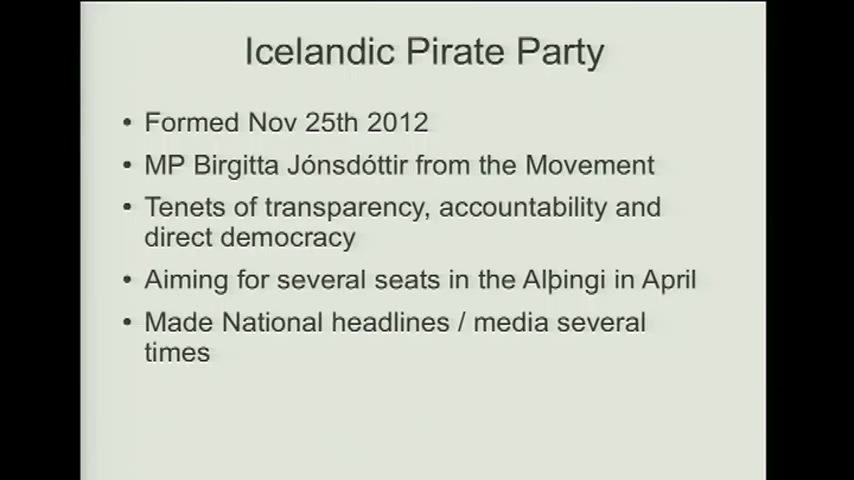 Icelandic Pirate Party
• Formed Nov 25th 2012
• MP Birgitta Jónsdóttir from the Movement
• Tenets of transparency, accountability and
direct democracy
• Aiming for several seats in the Alþingi in April
• Made National headlines / media several
times